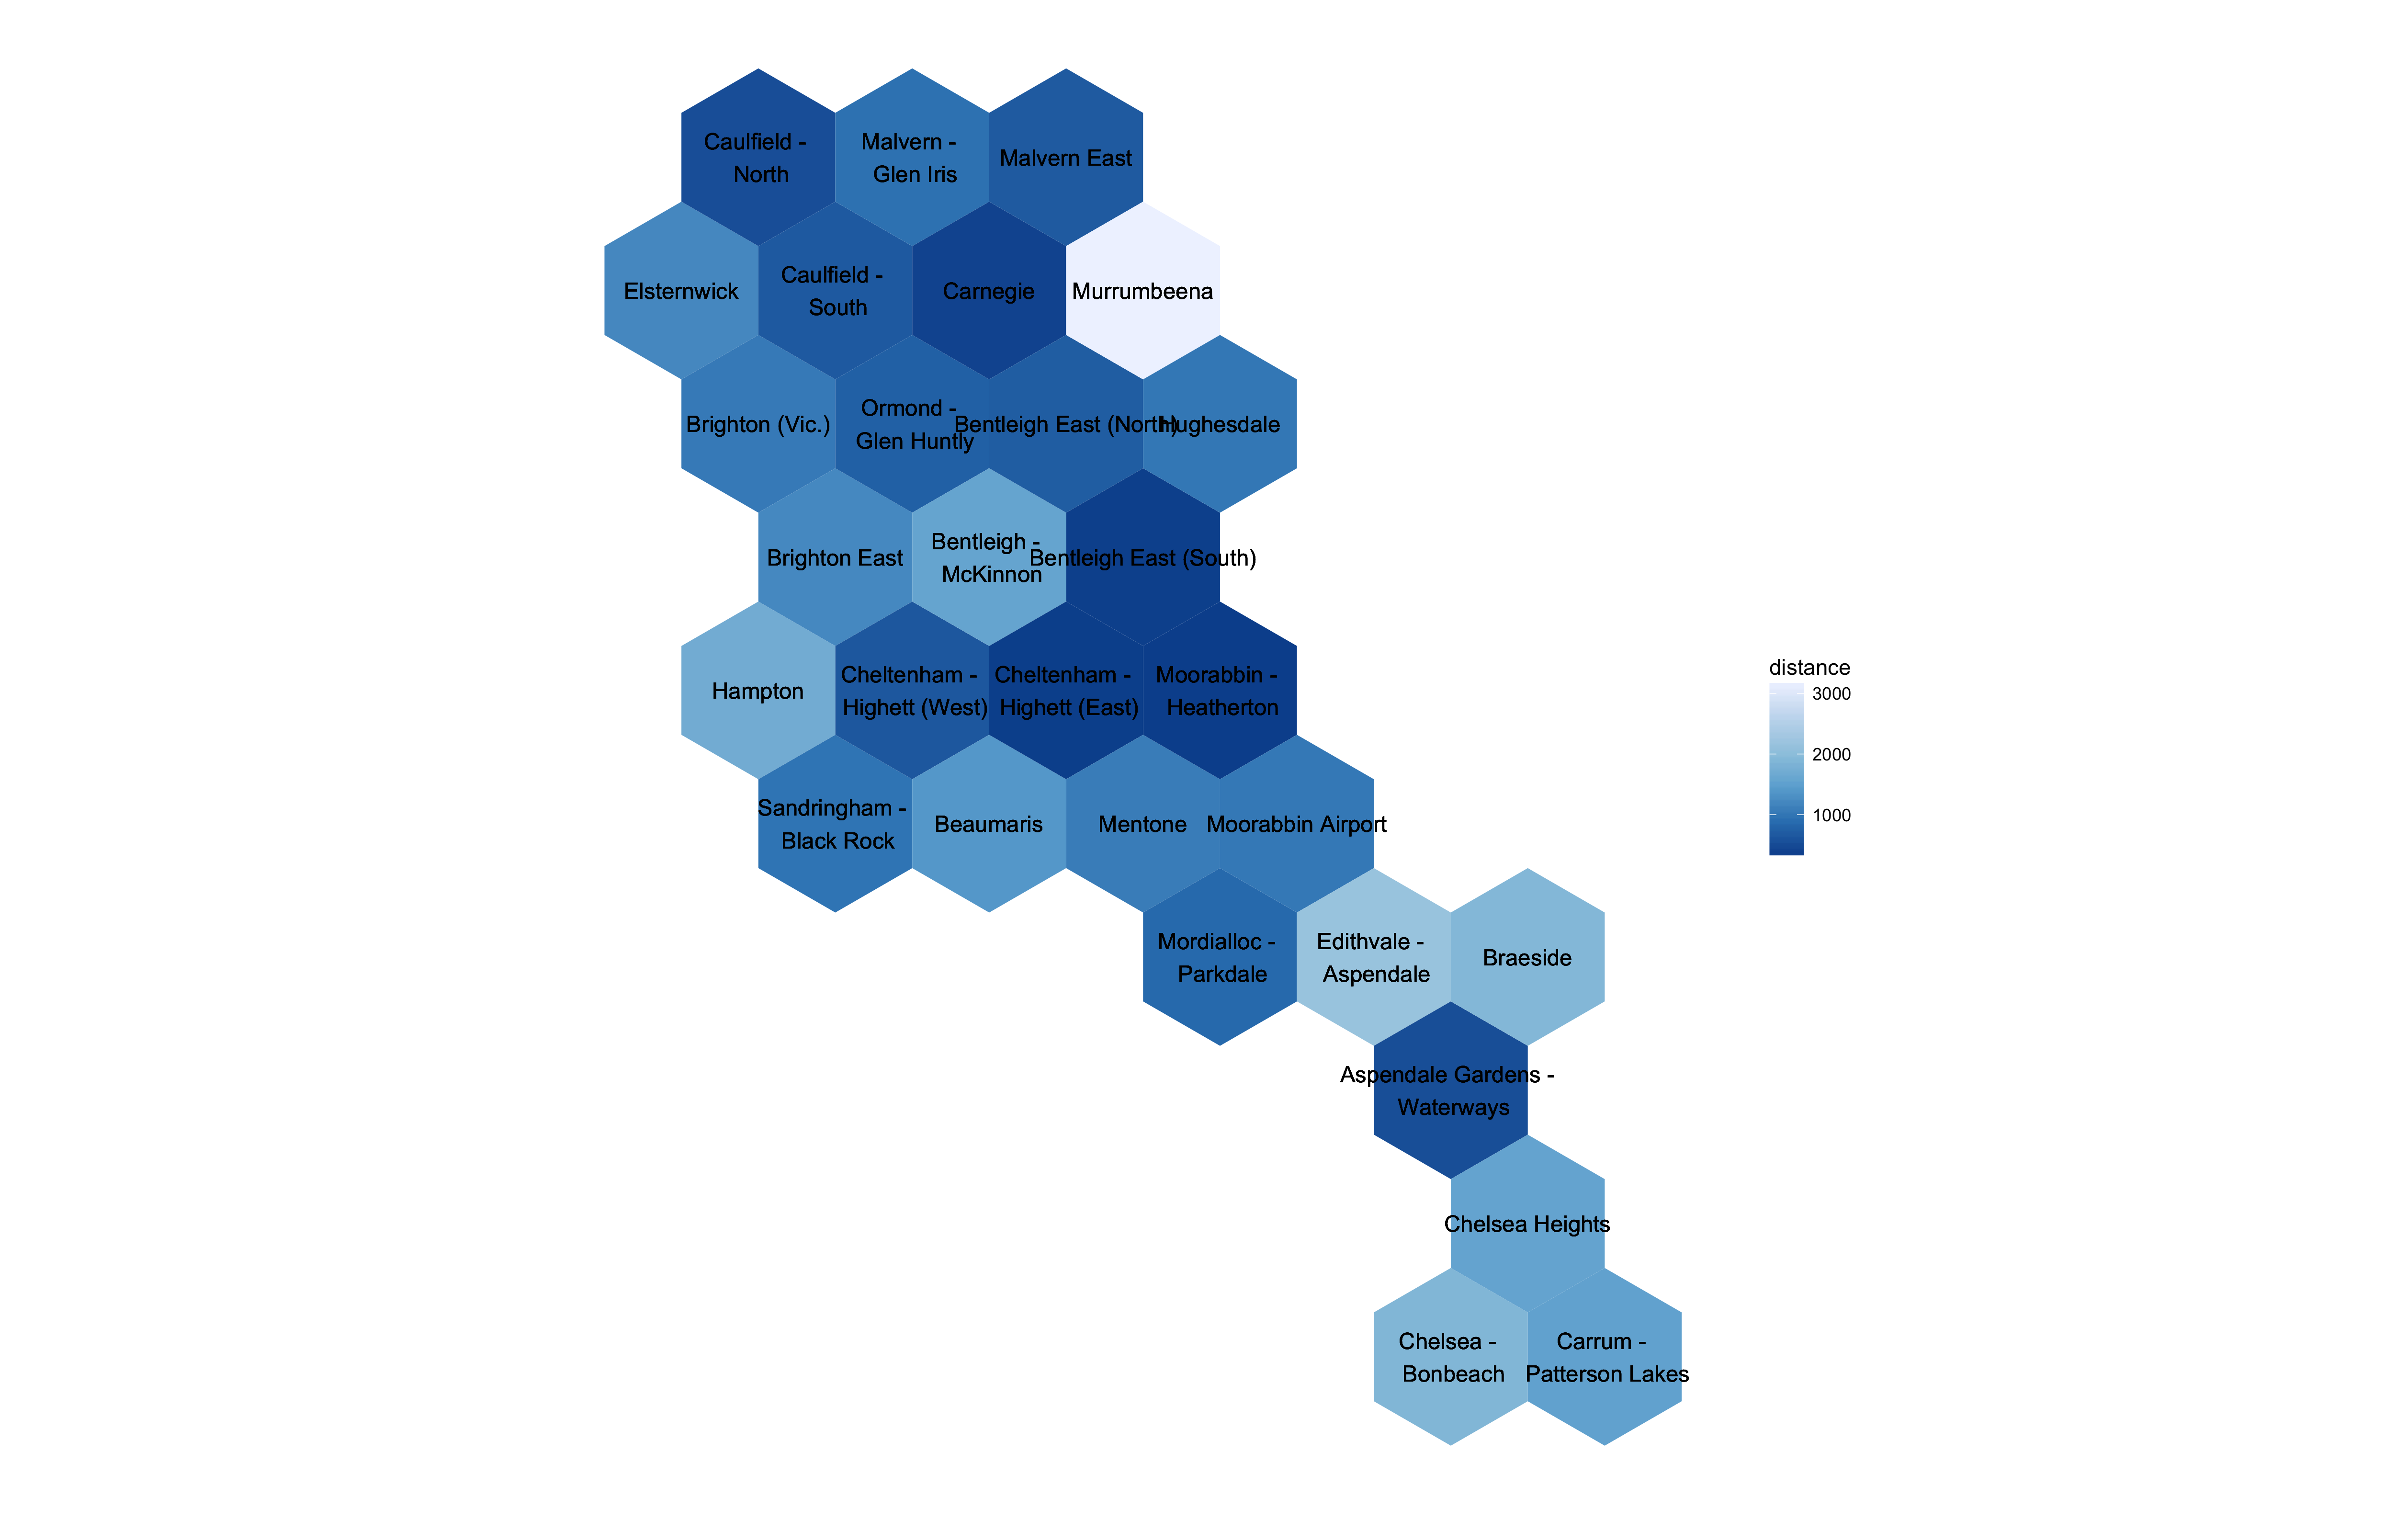 Caulfield -
North
Malvern -
Glen Iris
Malvern East
Elsternwick
Caulfield -
South
Carnegie
Murrumbeena
Brighton (Vic.)
Ormond -
Glen Huntly
Bentleigh East (North)
Hughesdale
Brighton East
Bentleigh -
McKinnon
Bentleigh East (South)
Hampton
Cheltenham -
Highett (West)
Cheltenham -
Highett (East)
Moorabbin -
Heatherton
Sandringham -
Black Rock
Beaumaris
Mentone
Moorabbin Airport
Mordialloc -
Parkdale
Edithvale -
Aspendale
Braeside
Aspendale Gardens -
Waterways
Chelsea Heights
Chelsea -
Bonbeach
Carrum -
Patterson Lakes
distance
3000
2000
1000